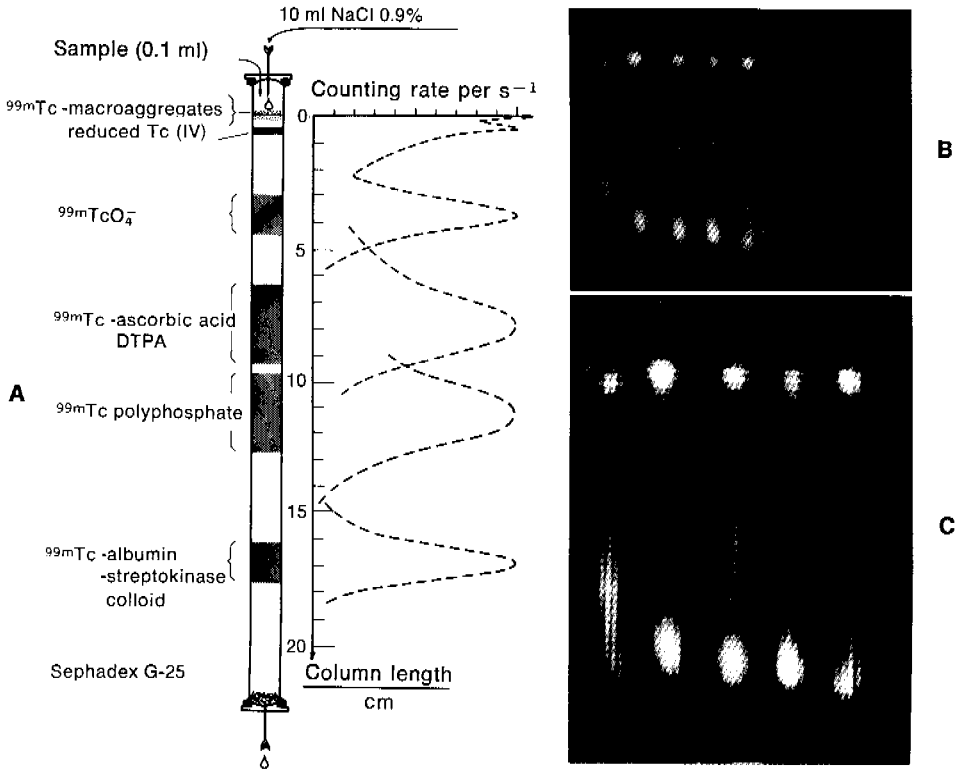 10 ml NaCl 0.9%
Sample (0.1 ml)
Counting rate per s⁻¹
⁹⁹ᵐTc-macroaggregates
reduced Tc (IV)
0
⁹⁹ᵐTcO₄⁻
5
⁹⁹ᵐTc-ascorbic acid
DTPA
10
A
⁹⁹ᵐTc polyphosphate
15
⁹⁹ᵐTc-albumin
-streptokinase
colloid
20
Sephadex G-25
Column length
cm
B
C